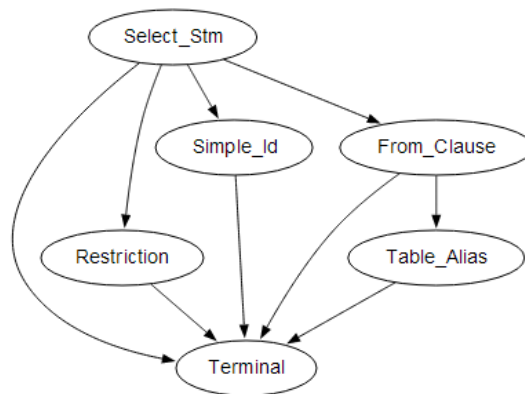 Select_Stm
Simple_Id
From_Clause
Restriction
Table_Alias
Terminal